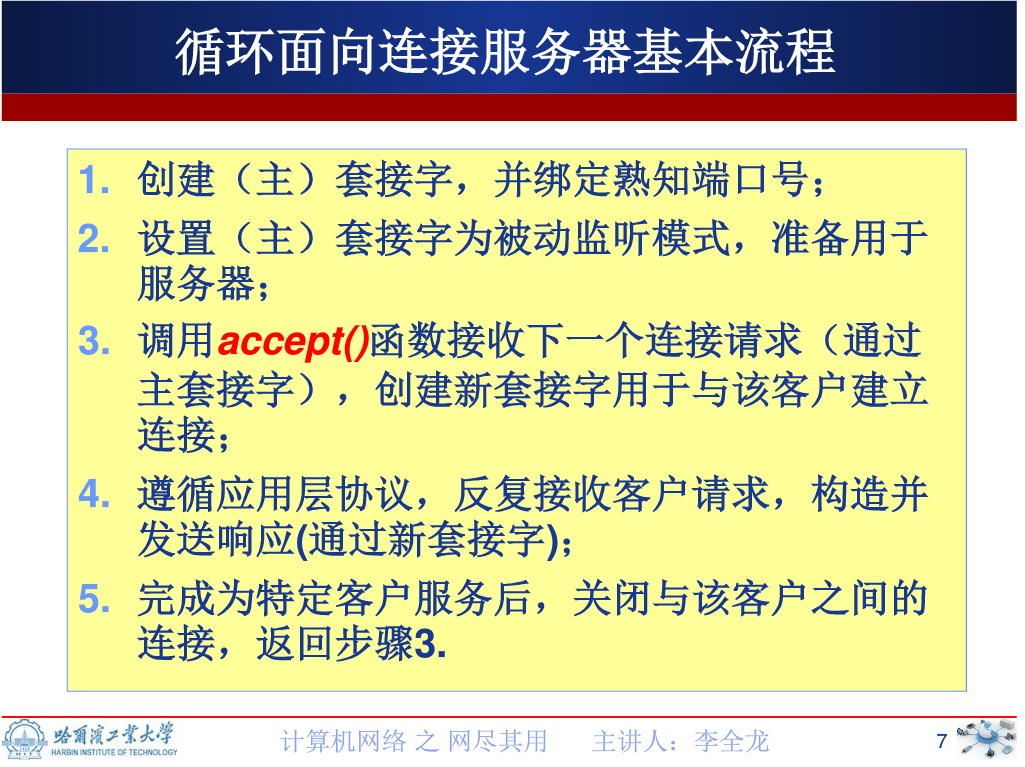 循环面向连接服务器基本流程
1. 创建（主）套接字，并绑定熟知端口号；
2. 设置（主）套接字为被动监听模式，准备用于
服务器；
3. 调用accept()函数接收下一个连接请求（通过
主套接字），创建新套接字用于与该客户建立
连接；
4. 遵循应用层协议，反复接收客户请求，构造并
发送响应(通过新套接字)；
5. 完成为特定客户服务后，关闭与该客户之间的
连接，返回步骤3.
哈爾濱工業大學
HARBIN INSTITUTE OF TECHNOLOGY
计算机网络 之 网尽其用 主讲人：李全龙
7